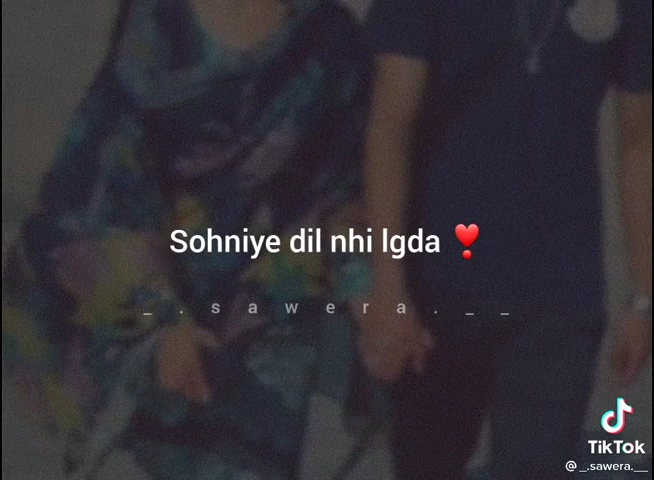 Sohniye dil nhi lgda ❣️
_ . s a w e r a . _ _
TikTok
@ _.sawera.__